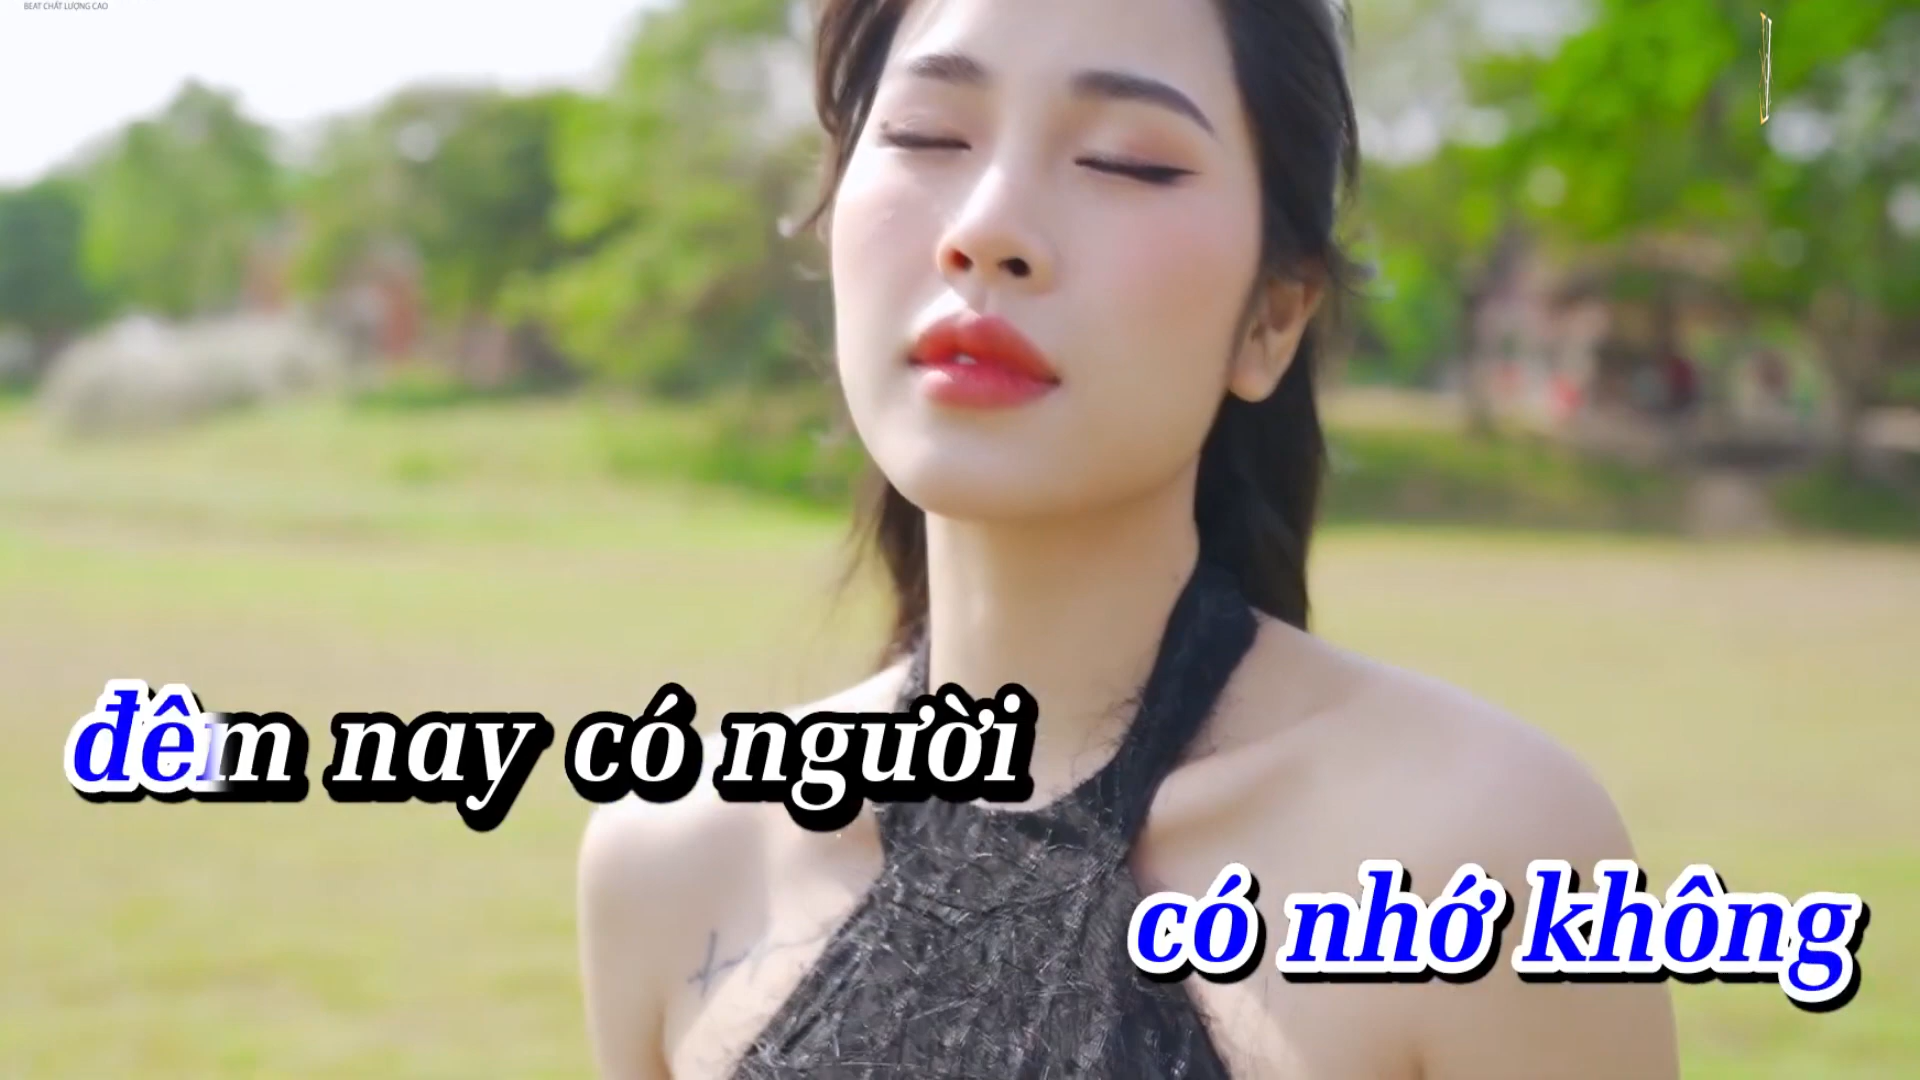 BEAT CHẤT LƯỢNG CAO
đêm nay có người
có nhớ không